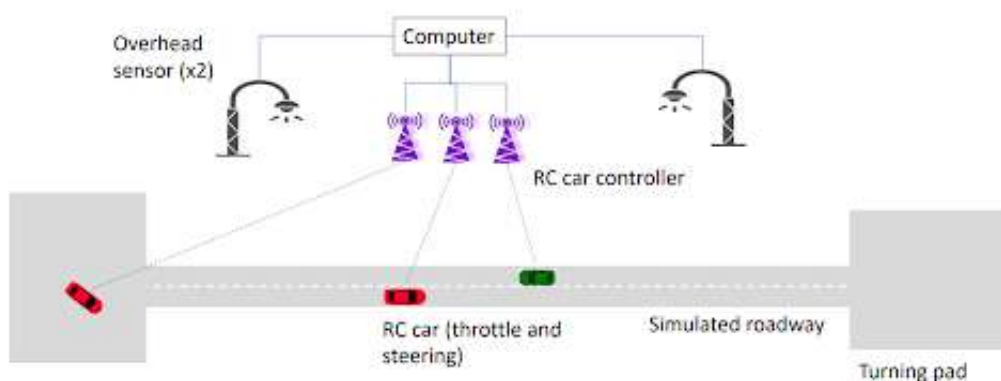 Computer
Overhead
sensor (x2)
RC car controller
RC car (throttle and
steering)
Simulated roadway
Turning pad